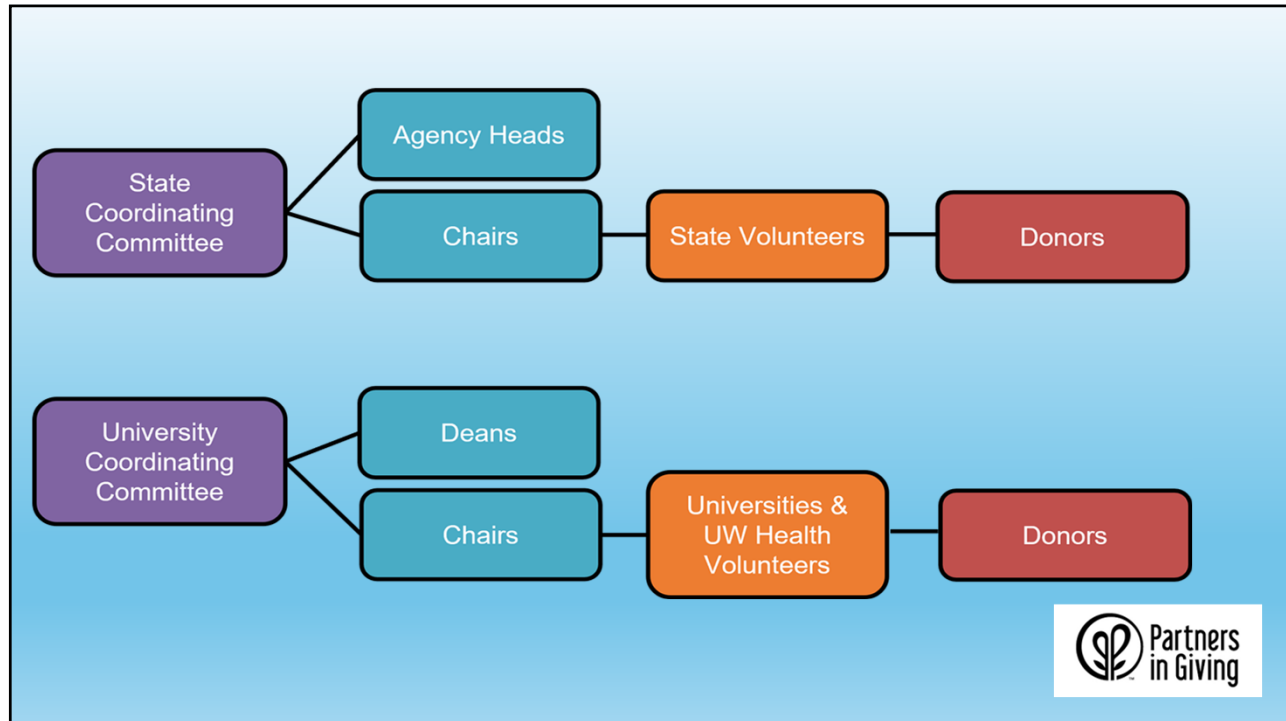 Agency Heads
State
Coordinating
Committee
Chairs
State Volunteers
Donors
Deans
University
Coordinating
Committee
Chairs
Universities &
UW Health
Volunteers
Donors
Partners
in Giving